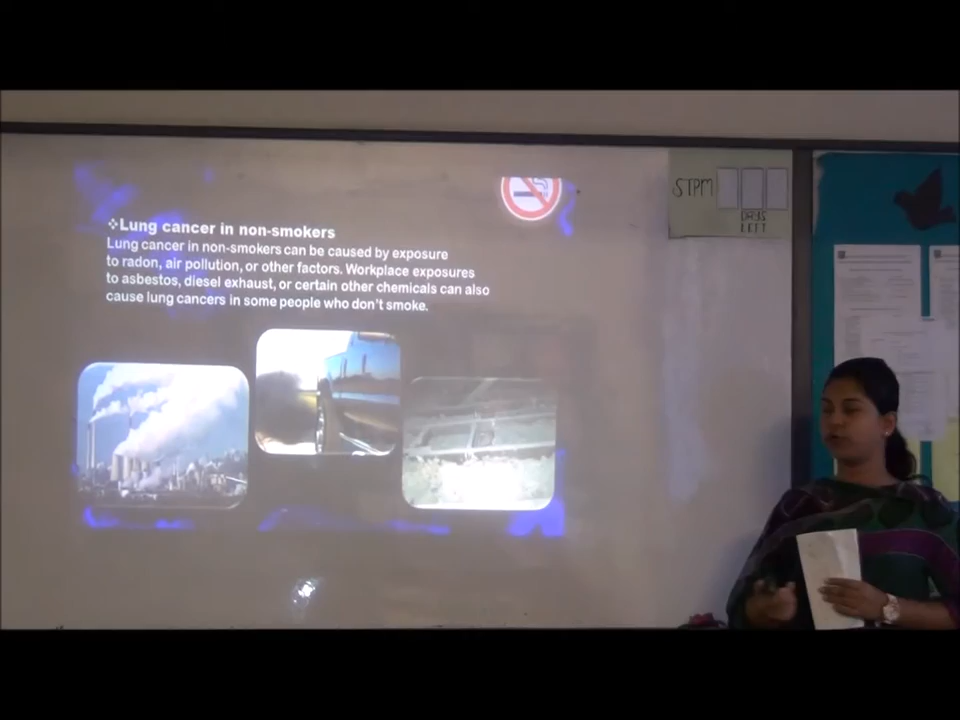 ❖Lung cancer in non-smokers
Lung cancer in non-smokers can be caused by exposure
to radon, air pollution, or other factors. Workplace exposures
to asbestos, diesel exhaust, or certain other chemicals can also
cause lung cancers in some people who don't smoke.
STPM
DAYS
LEFT